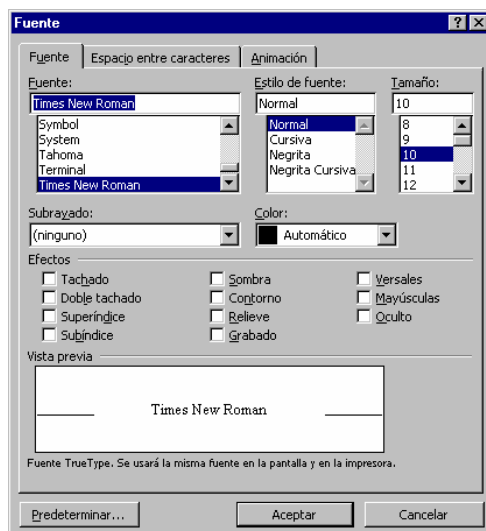 Fuente
Fuente Espacio entre caracteres Animación
Fuente: Estilo de fuente: Tamaño:
Times New Roman Normal 10
Symbol Normal 8
System Cursiva 9
Tahoma Negrita 10
Terminal Negrita Cursiva 11
Times New Roman 12
Subrayado: Color:
(ninguno) Automático
Efectos
Tachado Sombra Versales
Doble tachado Contorno Mayúsculas
Superíndice Relieve Oculto
Subíndice Grabado
Vista previa
Times New Roman
Fuente TrueType. Se usará la misma fuente en la pantalla y en la impresora.
Predeterminar... Aceptar Cancelar